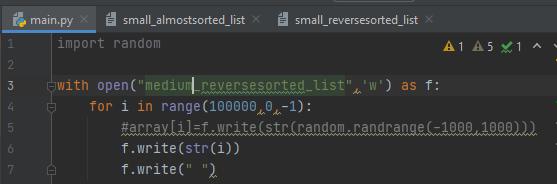 main.py small_almostsorted_list small_reversesorted_list
1 import random 1 5 1
2
3 with open("medium_reversesorted_list",'w') as f:
4 for i in range(100000,0,-1):
5 #array[i]=f.write(str(random.randrange(-1000,1000)))
6 f.write(str(i))
7 f.write(" ")